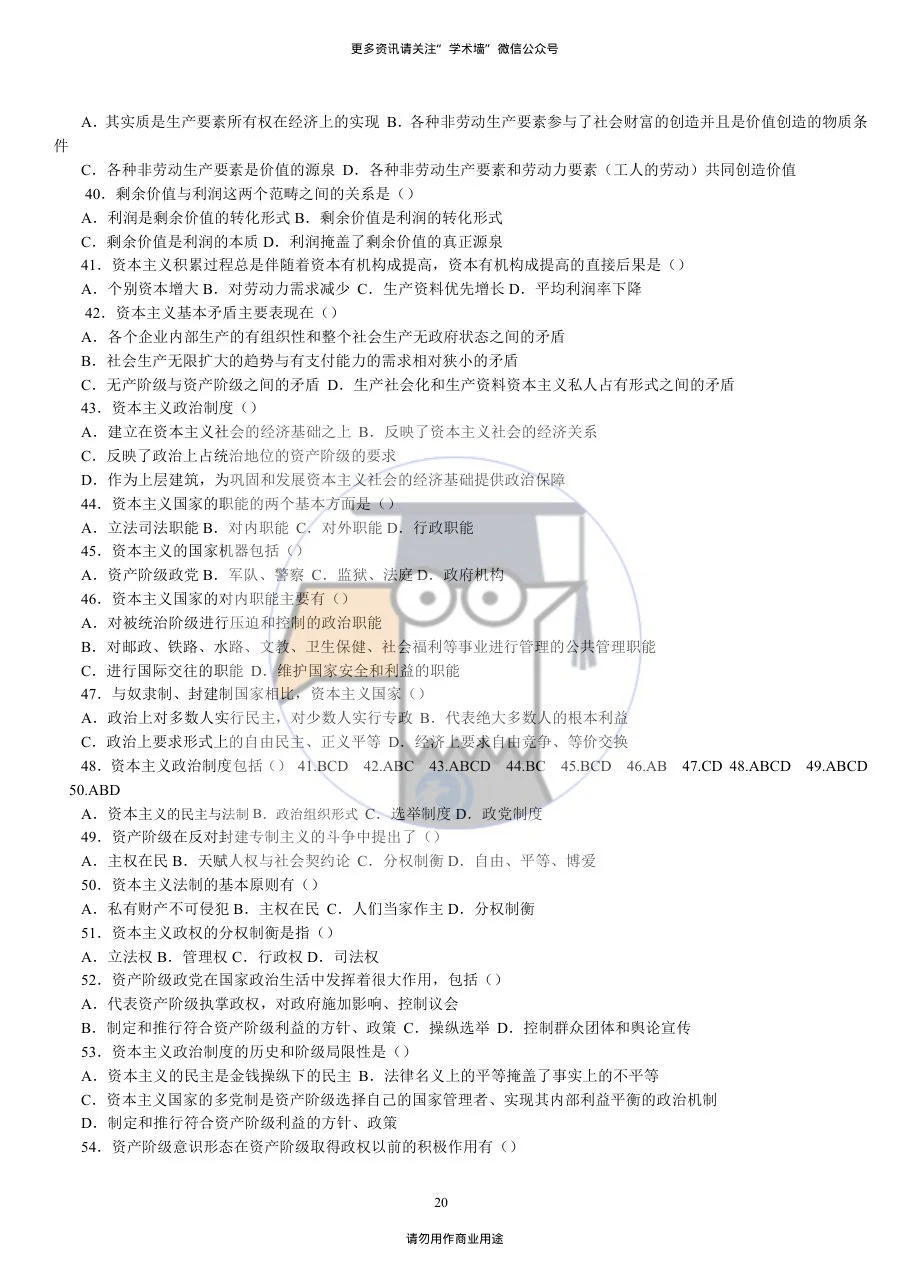 更多资讯请关注“学术墙”微信公众号
A．其实质是生产要素所有权在经济上的实现 B．各种非劳动生产要素参与了社会财富的创造并且是价值创造的物质条
件
C．各种非劳动生产要素是价值的源泉 D．各种非劳动生产要素和劳动力要素（工人的劳动）共同创造价值
40．剩余价值与利润这两个范畴之间的关系是（）
A．利润是剩余价值的转化形式 B．剩余价值是利润的转化形式
C．剩余价值是利润的本质 D．利润掩盖了剩余价值的真正源泉
41．资本主义积累过程总是伴随着资本有机构成提高，资本有机构成提高的直接后果是（）
A．个别资本增大 B．对劳动力需求减少 C．生产资料优先增长 D．平均利润率下降
42．资本主义基本矛盾主要表现在（）
A．各个企业内部生产的有组织性和整个社会生产无政府状态之间的矛盾
B．社会生产无限扩大的趋势与有支付能力的需求相对狭小的矛盾
C．无产阶级与资产阶级之间的矛盾 D．生产社会化和生产资料资本主义私人占有形式之间的矛盾
43．资本主义政治制度（）
A．建立在资本主义社会的经济基础之上 B．反映了资本主义社会的经济关系
C．反映了政治上占统治地位的资产阶级的要求
D．作为上层建筑，为巩固和发展资本主义社会的经济基础提供政治保障
44．资本主义国家的职能的两个基本方面是（）
A．立法司法职能 B．对内职能 C．对外职能 D．行政职能
45．资本主义的国家机器包括（）
A．资产阶级政党 B．军队、警察 C．监狱、法庭 D．政府机构
46．资本主义国家的对内职能主要有（）
A．对被统治阶级进行压迫和控制的政治职能
B．对邮政、铁路、水路、文教、卫生保健、社会福利等事业进行管理的公共管理职能
C．进行国际交往的职能 D．维护国家安全和利益的职能
47．与奴隶制、封建制国家相比，资本主义国家（）
A．政治上对多数人实行民主，对少数人实行专政 B．代表绝大多数人的根本利益
C．政治上要求形式上的自由民主、正义平等 D．经济上要求自由竞争、等价交换
48．资本主义政治制度包括（） 41.BCD 42.ABC 43.ABCD 44.BC 45.BCD 46.AB 47.CD 48.ABCD 49.ABCD
50.ABD
A．资本主义的民主与法制 B．政治组织形式 C．选举制度 D．政党制度
49．资产阶级在反对封建专制主义的斗争中提出了（）
A．主权在民 B．天赋人权与社会契约论 C．分权制衡 D．自由、平等、博爱
50．资本主义法制的基本原则有（）
A．私有财产不可侵犯 B．主权在民 C．人们当家作主 D．分权制衡
51．资本主义政权的分权制衡是指（）
A．立法权 B．管理权 C．行政权 D．司法权
52．资产阶级政党在国家政治生活中发挥着很大作用，包括（）
A．代表资产阶级执掌政权，对政府施加影响、控制议会
B．制定和推行符合资产阶级利益的方针、政策 C．操纵选举 D．控制群众团体和舆论宣传
53．资本主义政治制度的历史和阶级局限性是（）
A．资本主义的民主是金钱操纵下的民主 B．法律名义上的平等掩盖了事实上的不平等
C．资本主义国家的多党制是资产阶级选择自己的国家管理者、实现其内部利益平衡的政治机制
D．制定和推行符合资产阶级利益的方针、政策
54．资产阶级意识形态在资产阶级取得政权以前的积极作用有（）
20
请勿用作商业用途